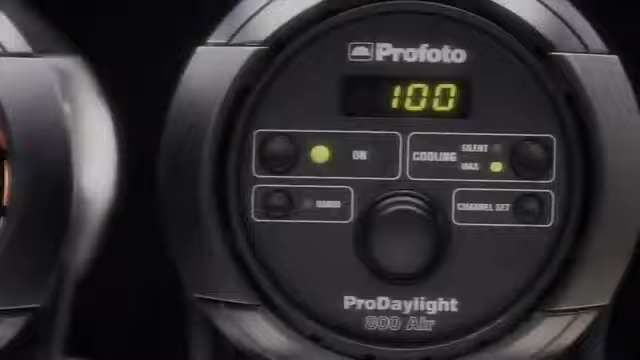 Profoto
100
ON
COOLING
SILENT
MAX
RADIO
CHANNEL SET
ProDaylight
800 Air